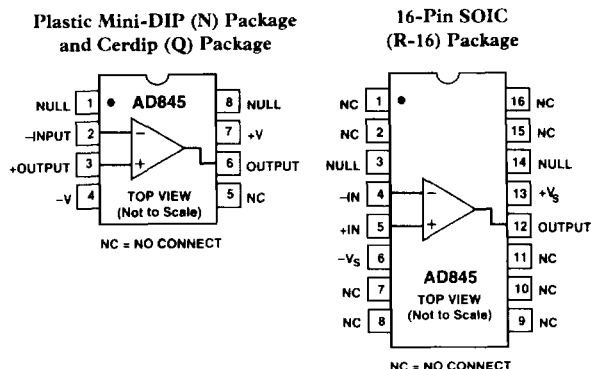 Plastic Mini-DIP (N) Package
and Cerdip (Q) Package
NULL 1 AD845 8 NULL
–INPUT 2 – 7 +V
+OUTPUT 3 + 6 OUTPUT
–V 4 TOP VIEW 5 NC
(Not to Scale)
NC = NO CONNECT
16-Pin SOIC
(R-16) Package
NC 1 16 NC
NC 2 15 NC
NULL 3 14 NULL
–IN 4 – 13 +VS
+IN 5 + 12 OUTPUT
–VS 6 11 NC
AD845
NC 7 TOP VIEW 10 NC
(Not to Scale)
NC 8 9 NC
NC = NO CONNECT